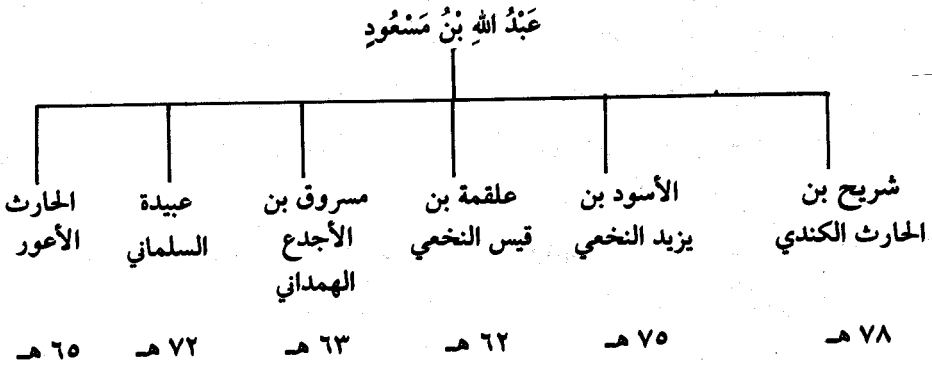 عَبْدُ اللهِ بْنُ مَسْعُودٍ
شريح بن
الحارث الكندي
٧٨ هـ
الأسود بن
يزيد النخعي
٧٥ هـ
علقمة بن
قيس النخعي
٦٢ هـ
مسروق بن
الأجدع
الهمداني
٦٣ هـ
عبيدة
السلماني
٧٢ هـ
الحارث
الأعور
٦٥ هـ